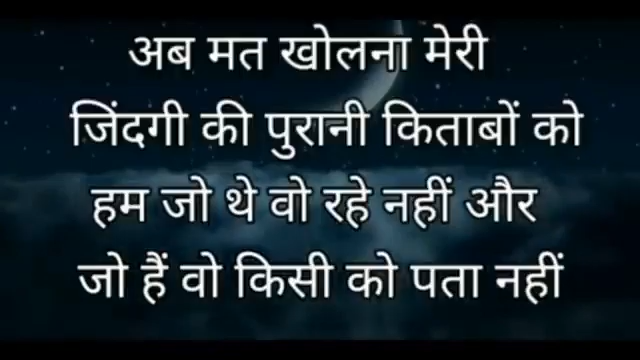 अब मत खोलना मेरी
जिंदगी की पुरानी किताबों को
हम जो थे वो रहे नहीं और
जो हैं वो किसी को पता नहीं